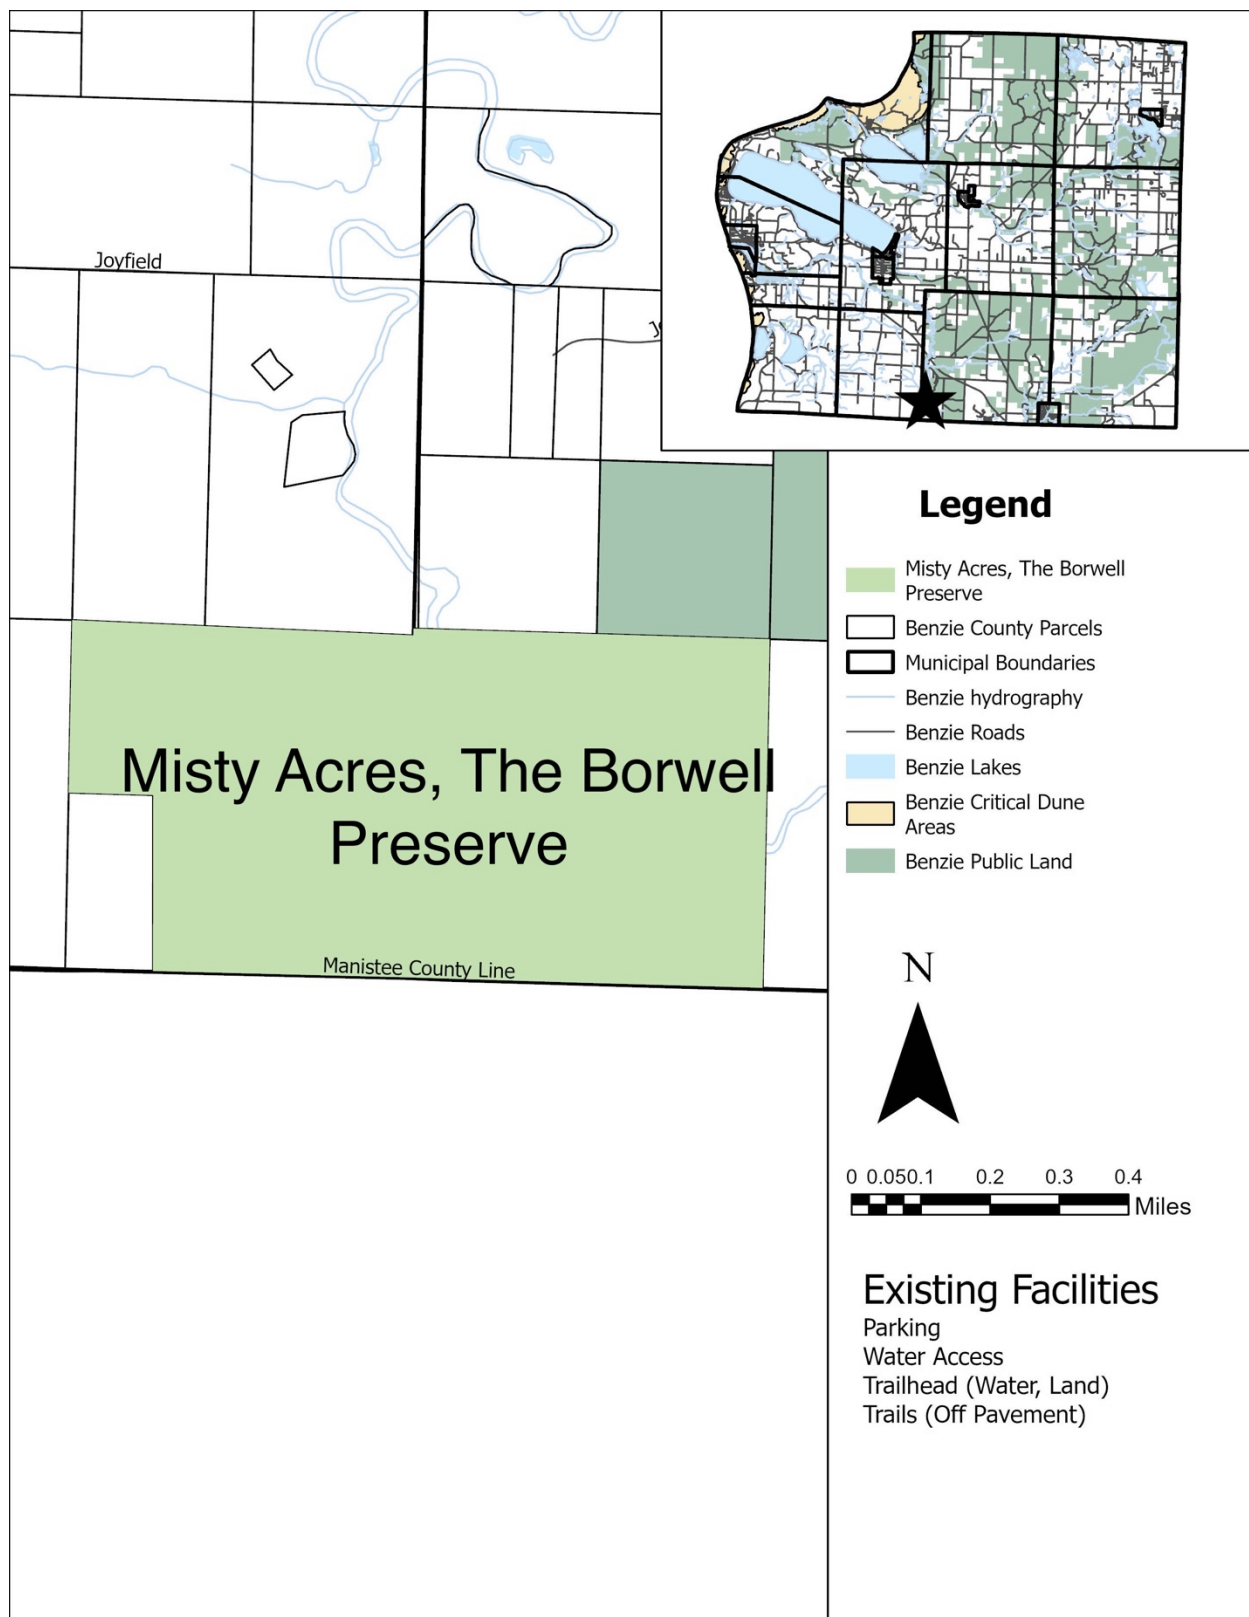 Joyfield
Misty Acres, The Borwell
Preserve
Manistee County Line
Legend
Misty Acres, The Borwell
Preserve
Benzie County Parcels
Municipal Boundaries
Benzie hydrography
Benzie Roads
Benzie Lakes
Benzie Critical Dune
Areas
Benzie Public Land
N
0 0.05 0.1 0.2 0.3 0.4
Miles
Existing Facilities
Parking
Water Access
Trailhead (Water, Land)
Trails (Off Pavement)